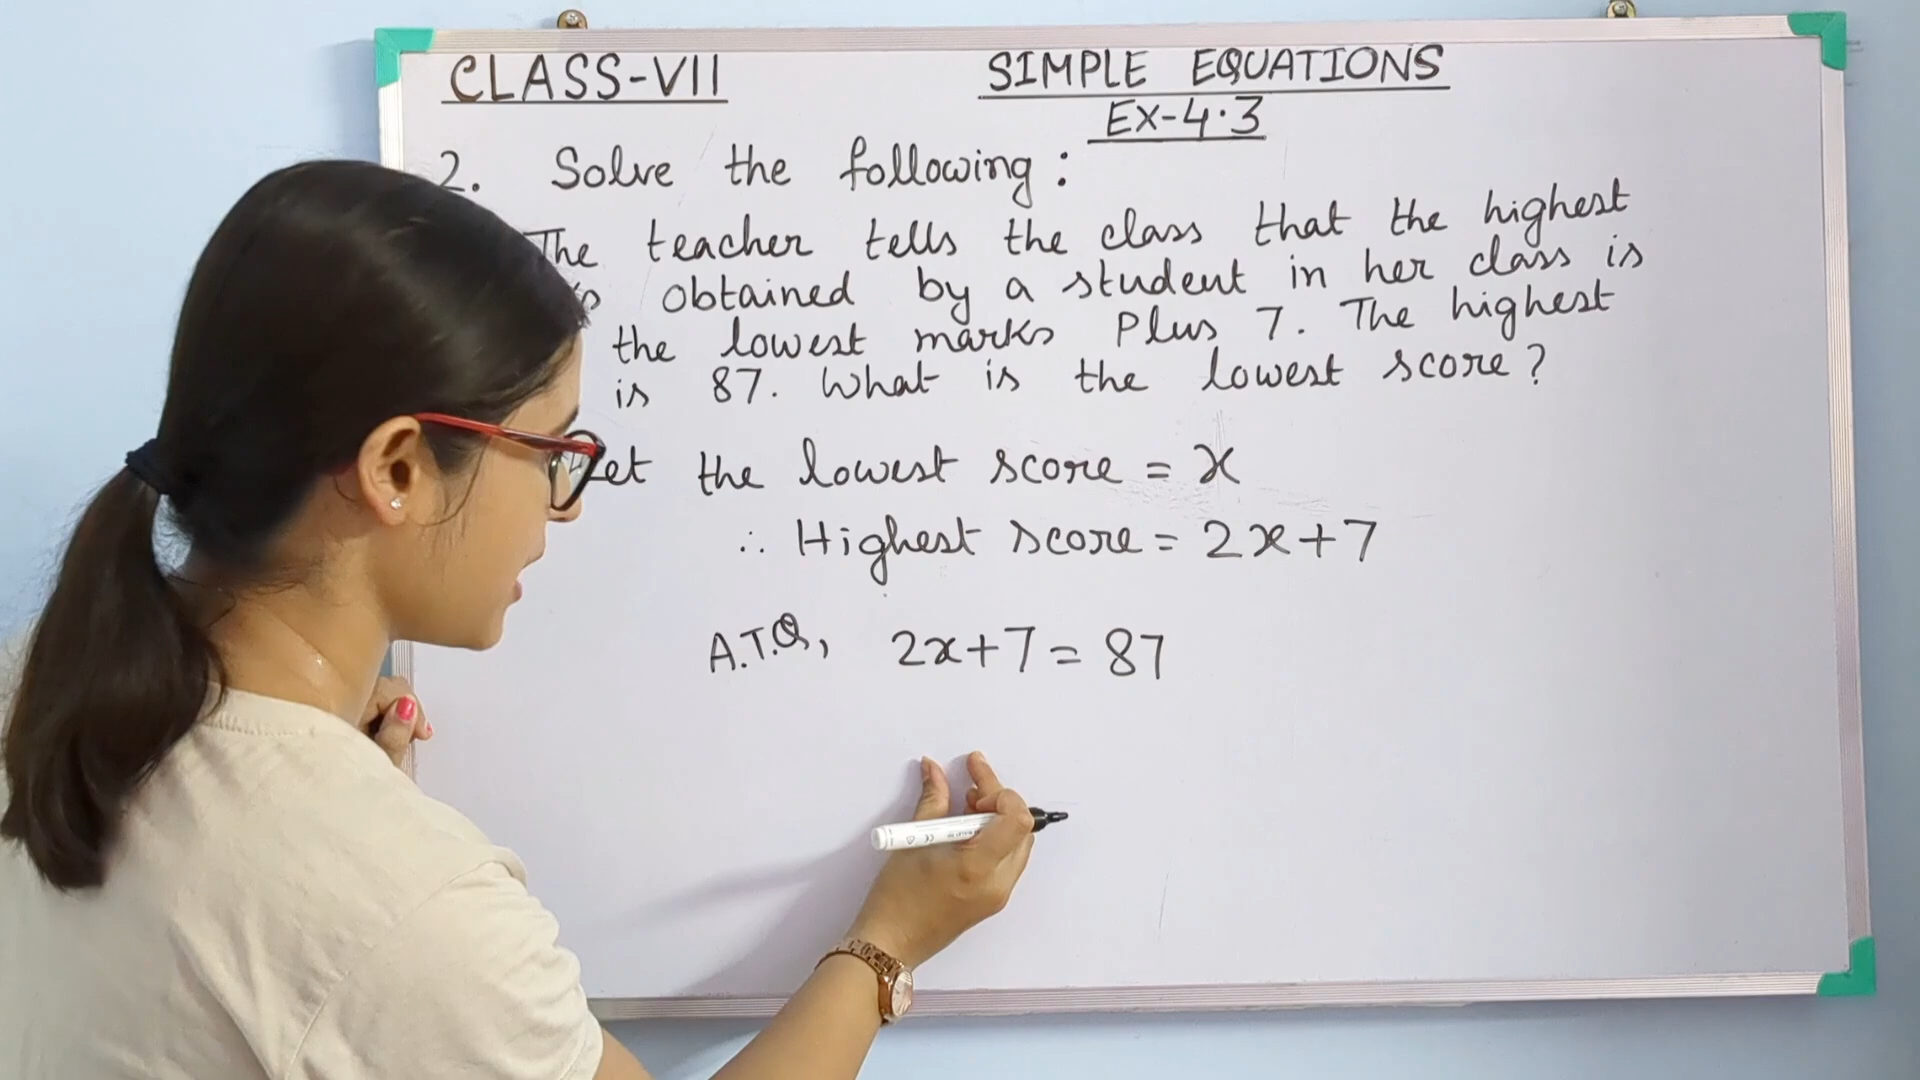 CLASS-VII
SIMPLE EQUATIONS
EX-4.3
2. Solve the following:
The teacher tells the class that the highest
obtained by a student in her class is
the lowest marks Plus 7. The highest
is 87. What is the lowest score?
Let the lowest score = x
∴ Highest score = 2x+7
A.T.Q, 2x+7 = 87